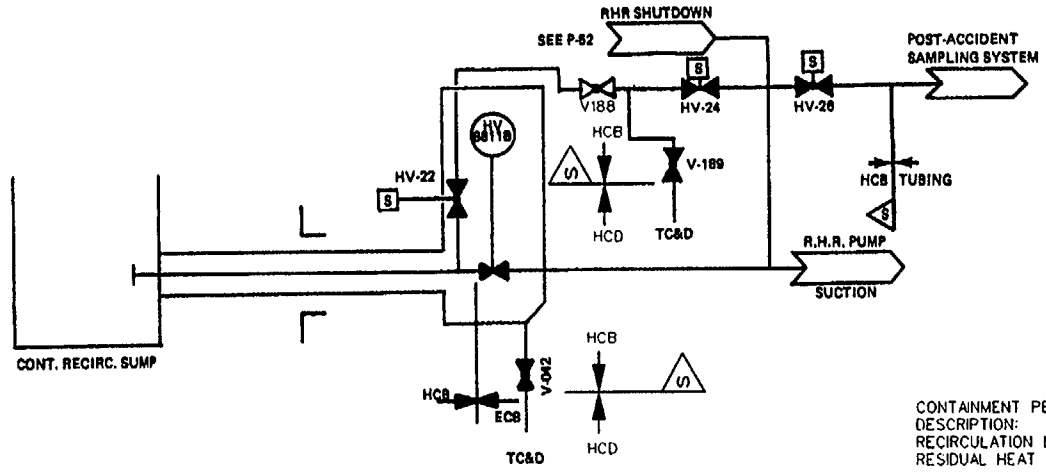 RHR SHUTDOWN
SEE P-62
POST-ACCIDENT
SAMPLING SYSTEM
S
S
V188
HV-24
HV-26
HV
8811B
HCB
V-189
HV-22
S
S
HCB TUBING
S
HCD
TC&D
R.H.R. PUMP
SUCTION
CONT. RECIRC. SUMP
HCB
V-042
S
HCB
ECB
HCD
TC&D
CONTAINMENT PE
DESCRIPTION:
RECIRCULATION
RESIDUAL HEAT